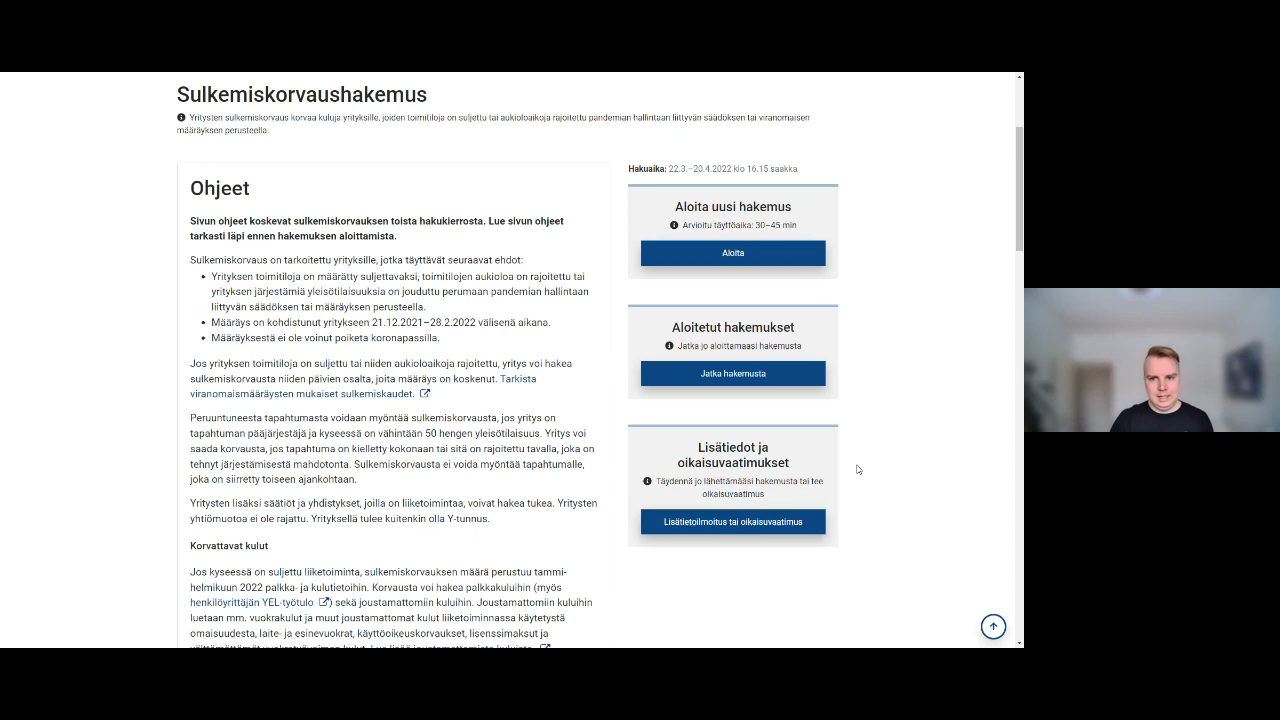 Sulkemiskorvaushakemus
Yritysten sulkemiskorvaus korvaa kuluja yrityksille, joiden toimitiloja on suljettu tai aukioloaikoja rajoitettu pandemian hallintaan liittyvän säädöksen tai viranomaisen
määräyksen perusteella.
Ohjeet
Sivun ohjeet koskevat sulkemiskorvauksen toista hakukierrosta. Lue sivun ohjeet
tarkasti läpi ennen hakemuksen aloittamista.
Sulkemiskorvaus on tarkoitettu yrityksille, jotka täyttävät seuraavat ehdot:
• Yrityksen toimitiloja on määrätty suljettavaksi, toimitilojen aukioloa on rajoitettu tai
yrityksen järjestämiä yleisötilaisuuksia on jouduttu perumaan pandemian hallintaan
liittyvän säädöksen tai määräyksen perusteella.
• Määräys on kohdistunut yritykseen 21.12.2021–28.2.2022 välisenä aikana.
• Määräyksestä ei ole voinut poiketa koronapassilla.
Jos yrityksen toimitiloja on suljettu tai niiden aukioloaikoja rajoitettu, yritys voi hakea
sulkemiskorvausta niiden päivien osalta, joita määräys on koskenut. Tarkista
viranomaismääräysten mukaiset sulkemiskaudet.
Peruuntuneesta tapahtumasta voidaan myöntää sulkemiskorvausta, jos yritys on
tapahtuman pääjärjestäjä ja kyseessä on vähintään 50 hengen yleisötilaisuus. Yritys voi
saada korvausta, jos tapahtuma on kielletty kokonaan tai sitä on rajoitettu tavalla, joka on
tehnyt järjestämisestä mahdotonta. Sulkemiskorvausta ei voida myöntää tapahtumalle,
joka on siirretty toiseen ajankohtaan.
Yritysten lisäksi säätiöt ja yhdistykset, joilla on liiketoimintaa, voivat hakea tukea. Yritysten
yhtiömuotoa ei ole rajattu. Yrityksellä tulee kuitenkin olla Y-tunnus.
Korvattavat kulut
Jos kyseessä on suljettu liiketoiminta, sulkemiskorvauksen määrä perustuu tammi-
helmikuun 2022 palkka- ja kulutietoihin. Korvausta voi hakea palkkakuluihin (myös
henkilöyrittäjän YEL-työtulo) sekä joustamattomiin kuluihin. Joustamattomiin kuluihin
luetaan mm. vuokrakulut ja muut joustamattomat kulut liiketoiminnassa käytetystä
omaisuudesta, laite- ja esinevuokrat, käyttöoikeuskorvaukset, lisenssimaksut ja
välttämättömät vuokratyövoiman kulut. Lue lisää joustamattomista kuluista.
Hakuaika: 22.3.–20.4.2022 klo 16.15 saakka
Aloita uusi hakemus
Arvioitu täyttöaika: 30–45 min
Aloita
Aloitetut hakemukset
Jatka jo aloittamaasi hakemusta
Jatka hakemusta
Lisätiedot ja
oikaisuvaatimukset
Täydennä jo lähettämääsi hakemusta tai tee
oikaisuvaatimus
Lisätietoilmoitus tai oikaisuvaatimus